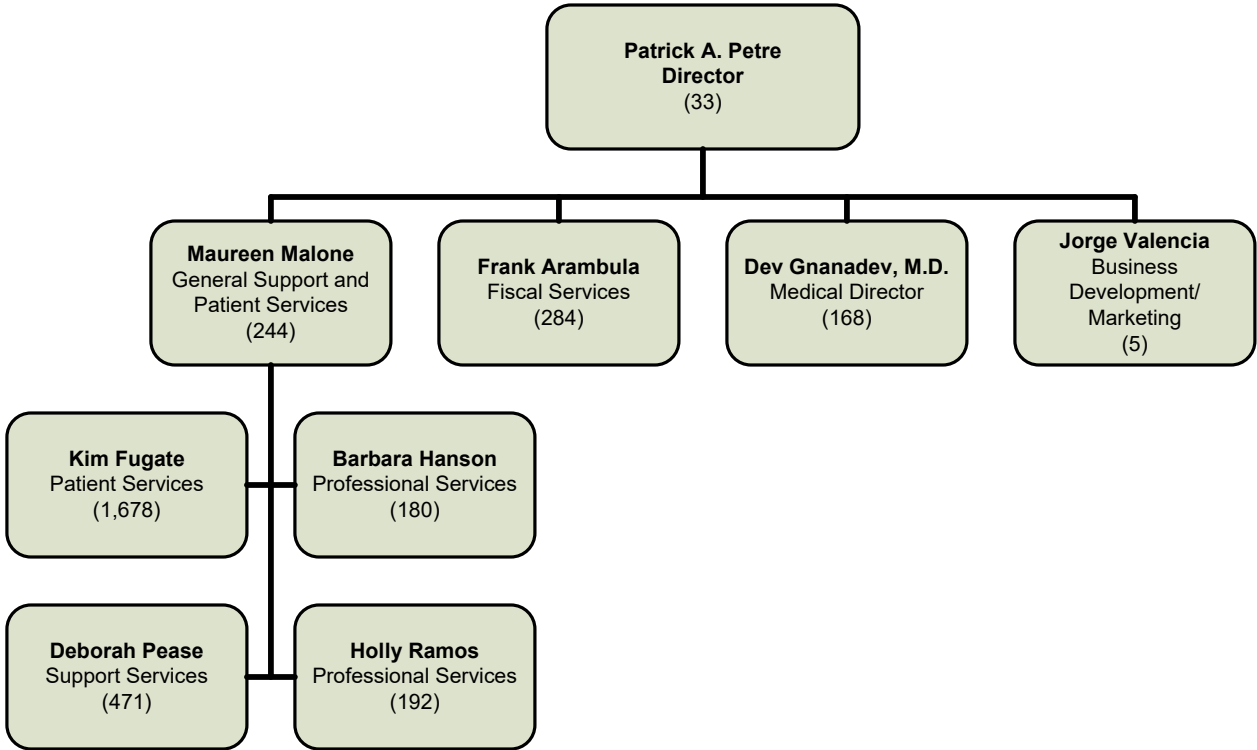 Patrick A. Petre
Director
(33)
Maureen Malone
General Support and
Patient Services
(244)
Frank Arambula
Fiscal Services
(284)
Dev Gnanadev, M.D.
Medical Director
(168)
Jorge Valencia
Business
Development/
Marketing
(5)
Kim Fugate
Patient Services
(1,678)
Barbara Hanson
Professional Services
(180)
Deborah Pease
Support Services
(471)
Holly Ramos
Professional Services
(192)